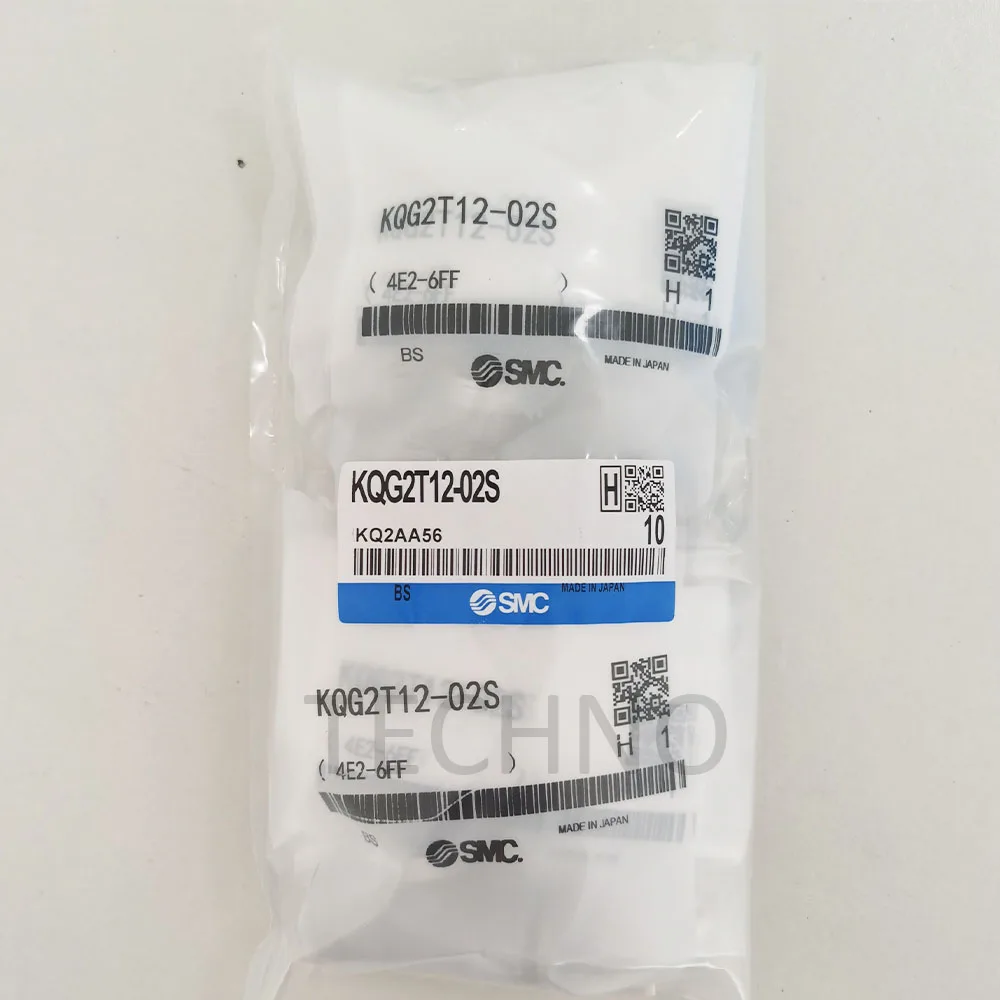 KQG2T12-02S
( 4E2-6FF )
H 1
BS
SMC.
MADE IN JAPAN
KQG2T12-02S
H
KQ2AA56
10
BS
SMC
MADE IN JAPAN
KQG2T12-02S
TECHNO
H 1
( 4E2-6FF )
BS
SMC.
MADE IN JAPAN